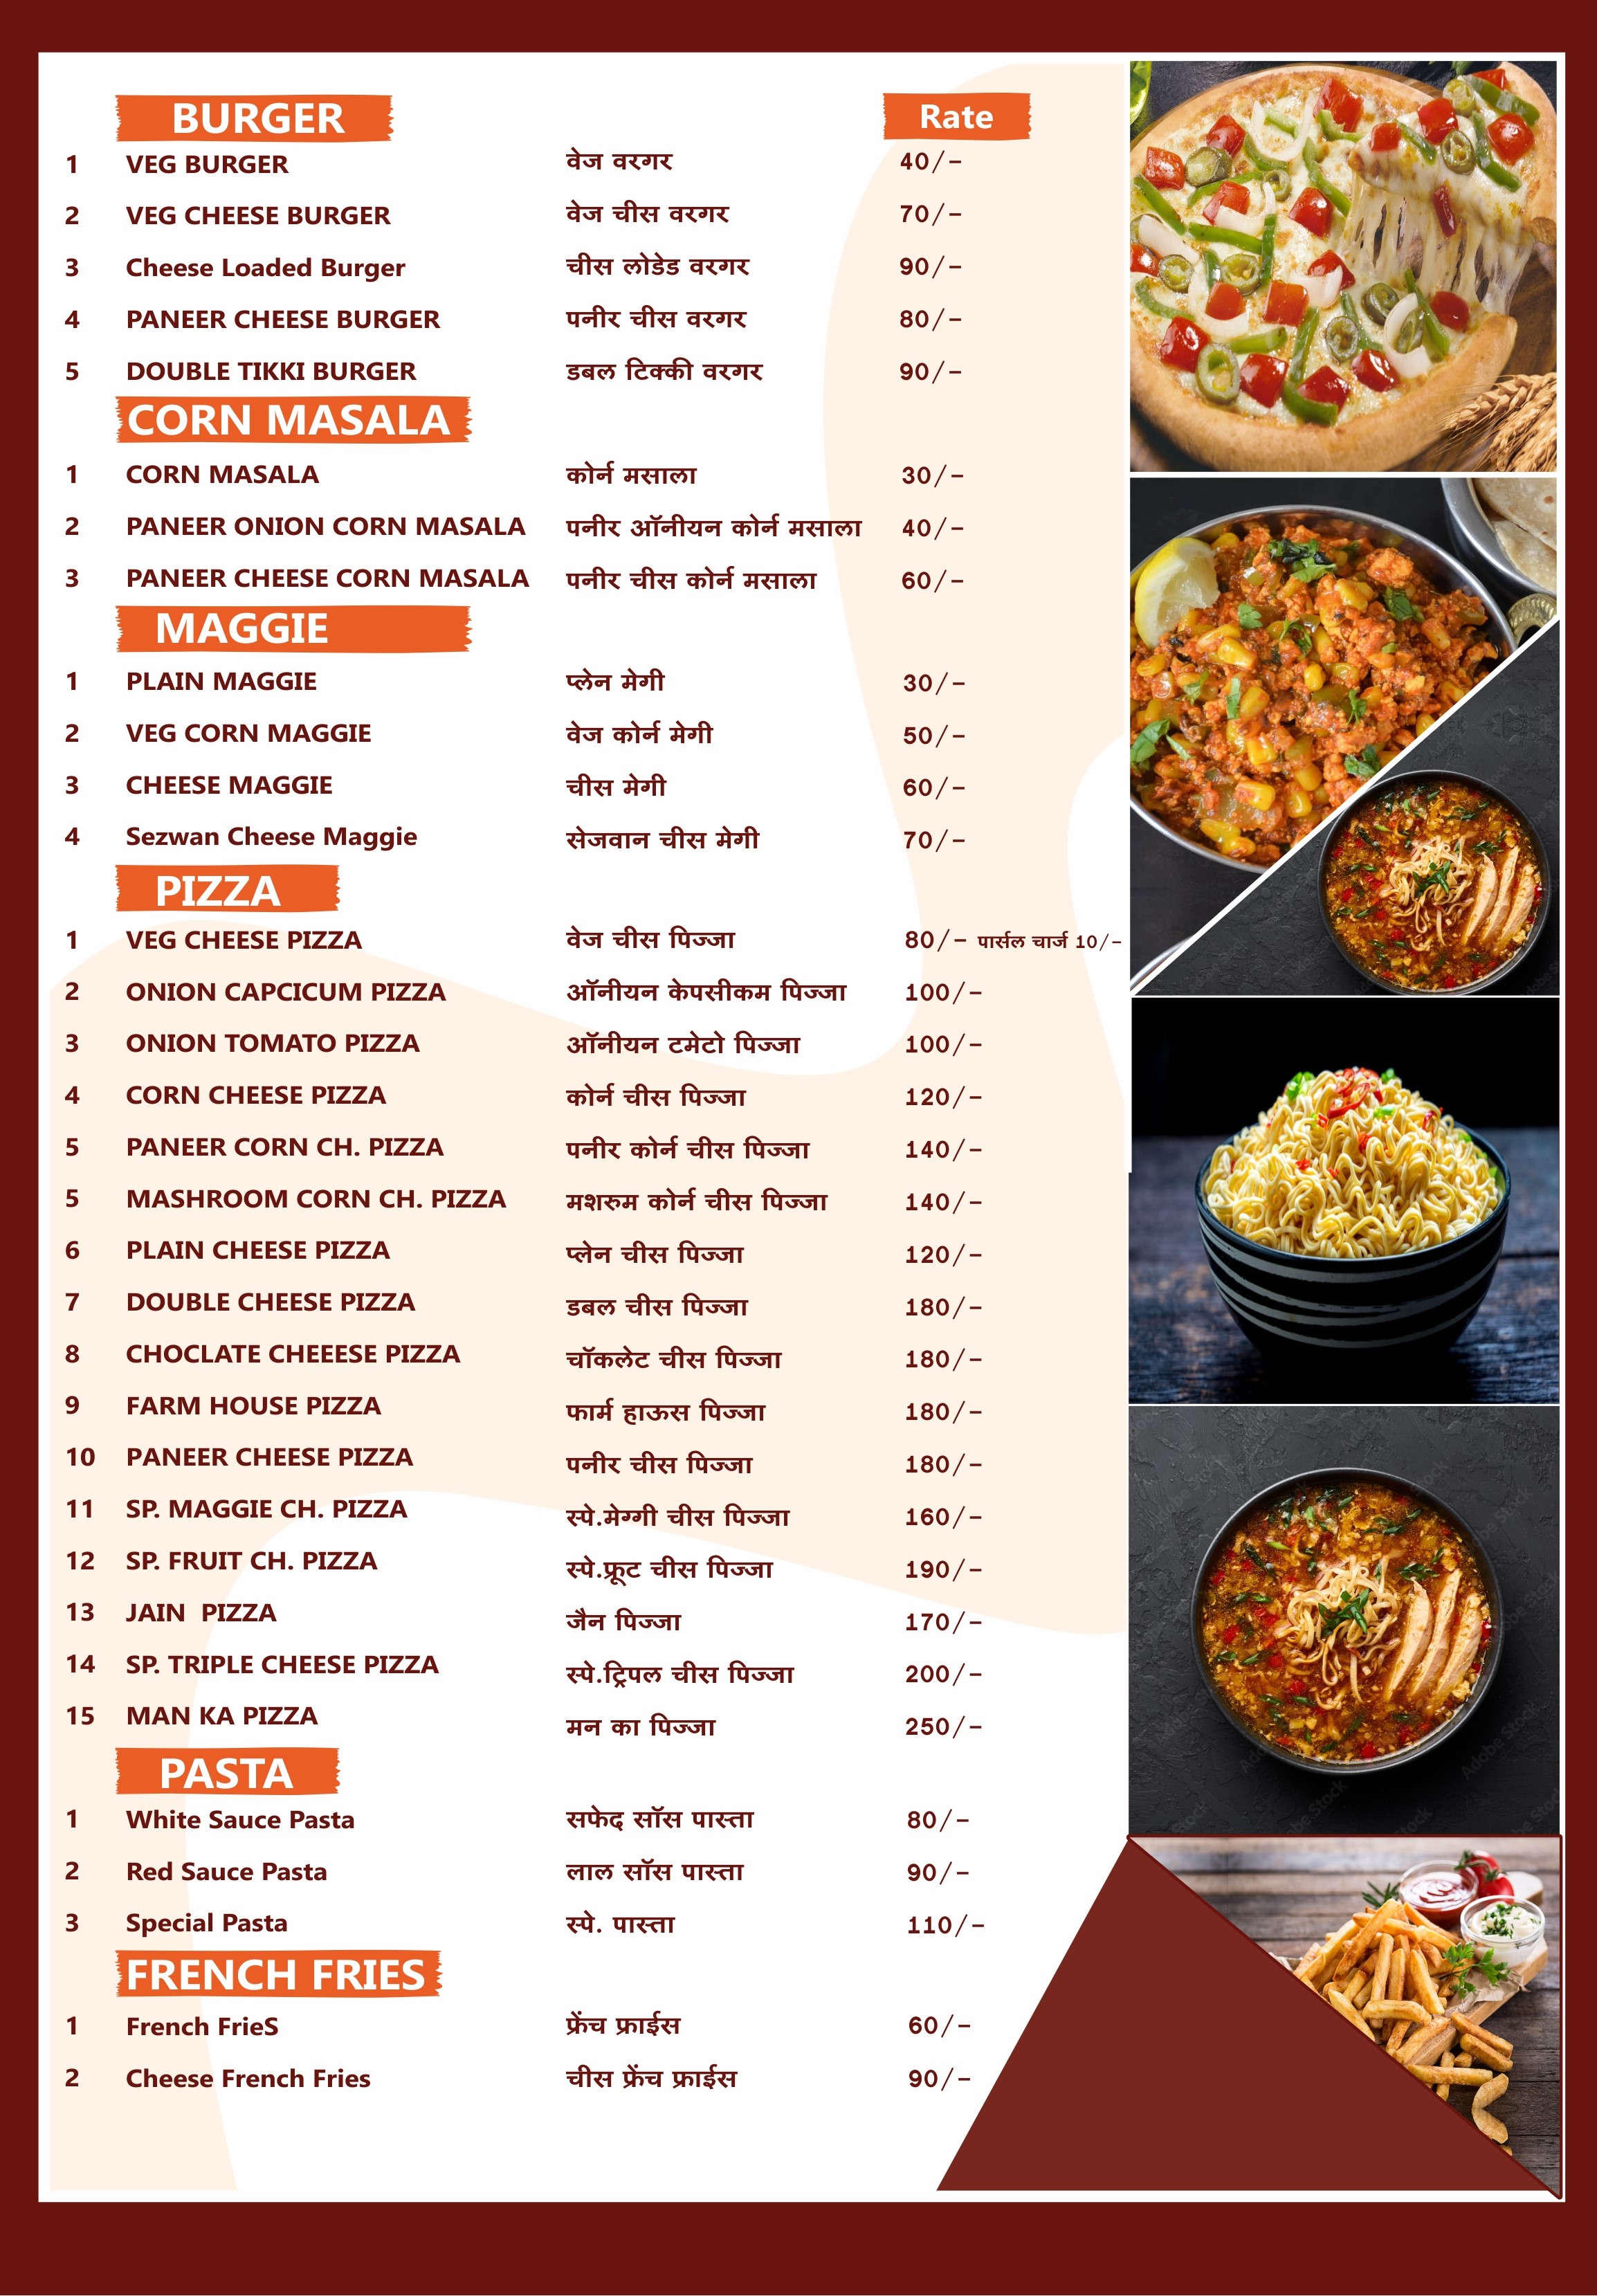 BURGER Rate
1 VEG BURGER वेज वरगर 40/-
2 VEG CHEESE BURGER वेज चीस वरगर 70/-
3 Cheese Loaded Burger चीस लोडेड वरगर 90/-
4 PANEER CHEESE BURGER पनीर चीस वरगर 80/-
5 DOUBLE TIKKI BURGER डबल टिक्की वरगर 90/-
CORN MASALA
1 CORN MASALA कोर्न मसाला 30/-
2 PANEER ONION CORN MASALA पनीर ऑनीयन कोर्न मसाला 40/-
3 PANEER CHEESE CORN MASALA पनीर चीस कोर्न मसाला 60/-
MAGGIE
1 PLAIN MAGGIE प्लेन मेगी 30/-
2 VEG CORN MAGGIE वेज कोर्न मेगी 50/-
3 CHEESE MAGGIE चीस मेगी 60/-
4 Sezwan Cheese Maggie सेजवान चीस मेगी 70/-
PIZZA
1 VEG CHEESE PIZZA वेज चीस पिज्जा 80/- पार्सल चार्ज 10/-
2 ONION CAPCICUM PIZZA ऑनीयन केपसीकम पिज्जा 100/-
3 ONION TOMATO PIZZA ऑनीयन टमेटो पिज्जा 100/-
4 CORN CHEESE PIZZA कोर्न चीस पिज्जा 120/-
5 PANEER CORN CH. PIZZA पनीर कोर्न चीस पिज्जा 140/-
5 MASHROOM CORN CH. PIZZA मशरुम कोर्न चीस पिज्जा 140/-
6 PLAIN CHEESE PIZZA प्लेन चीस पिज्जा 120/-
7 DOUBLE CHEESE PIZZA डबल चीस पिज्जा 180/-
8 CHOCLATE CHEEESE PIZZA चॉकलेट चीस पिज्जा 180/-
9 FARM HOUSE PIZZA फार्म हाऊस पिज्जा 180/-
10 PANEER CHEESE PIZZA पनीर चीस पिज्जा 180/-
11 SP. MAGGIE CH. PIZZA स्पे.मेग्गी चीस पिज्जा 160/-
12 SP. FRUIT CH. PIZZA स्पे.फ्रूट चीस पिज्जा 190/-
13 JAIN PIZZA जैन पिज्जा 170/-
14 SP. TRIPLE CHEESE PIZZA स्पे.ट्रिपल चीस पिज्जा 200/-
15 MAN KA PIZZA मन का पिज्जा 250/-
PASTA
1 White Sauce Pasta सफेद सॉस पास्ता 80/-
2 Red Sauce Pasta लाल सॉस पास्ता 90/-
3 Special Pasta स्पे. पास्ता 110/-
FRENCH FRIES
1 French FrieS फ्रेंच फ्राईस 60/-
2 Cheese French Fries चीस फ्रेंच फ्राईस 90/-
Adobe Stock